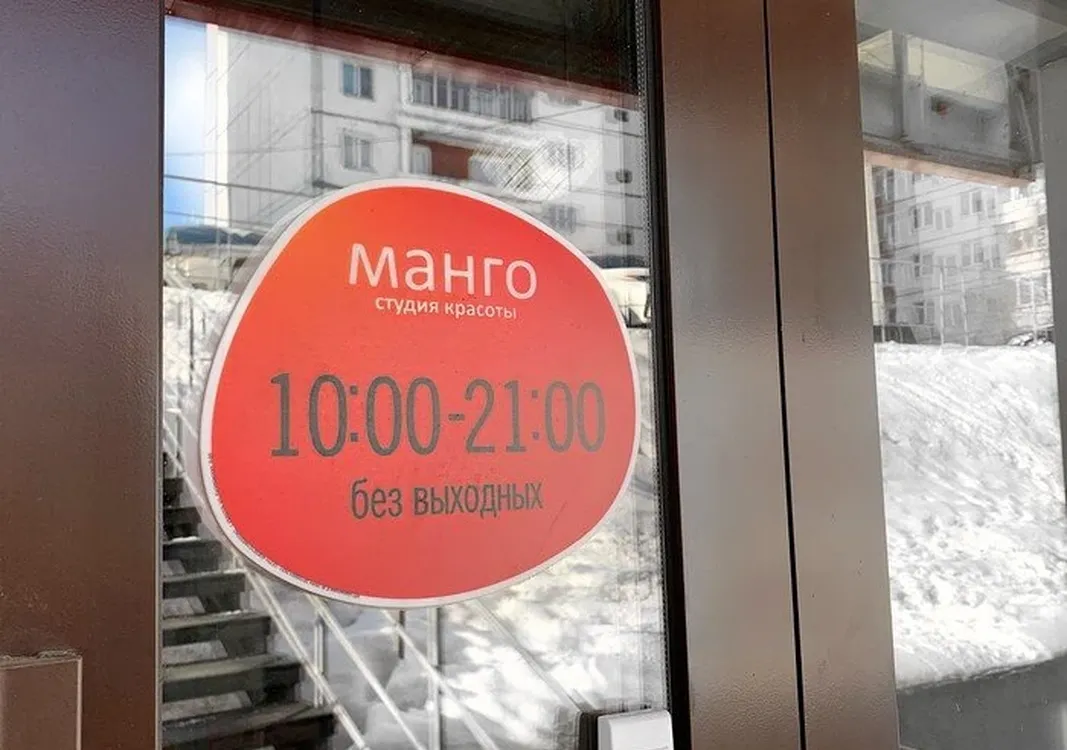 манго
студия красоты
10:00-21:00
без выходных